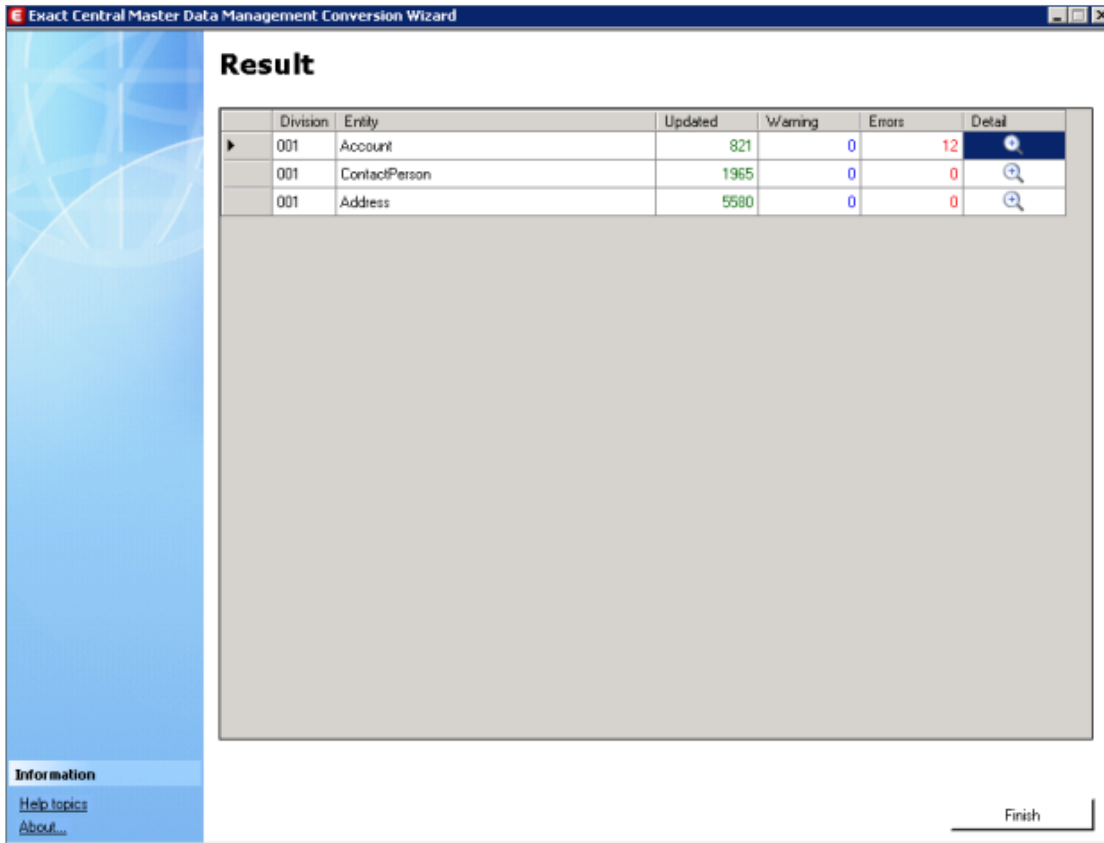 E Exact Central Master Data Management Conversion Wizard
Result
Division Entity Updated Warning Errors Detail
001 Account 821 0 12
001 ContactPerson 1965 0 0
001 Address 5580 0 0
Information
Help topics
About...
Finish